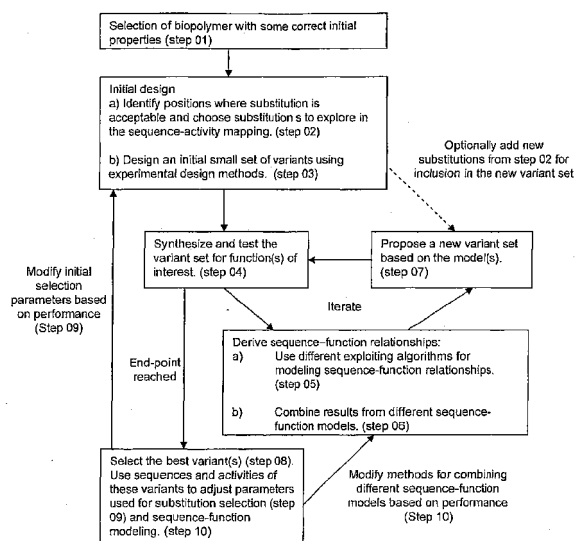 Selection of biopolymer with some correct initial
properties (step 01)
Initial design
a) Identify positions where substitution is
acceptable and choose substitution s to explore in
the sequence-activity mapping. (step 02)
b) Design an initial small set of variants using
experimental design methods. (step 03)
Optionally add new
substitutions from step 02 for
inclusion in the new variant set
Synthesize and test the
variant set for function(s) of
interest. (step 04)
Propose a new variant set
based on the model(s).
(step 07)
Modify initial
selection
parameters based
on performance
(Step 09)
Iterate
End-point
reached
Derive sequence–function relationships:
a) Use different exploiting algorithms for
modeling sequence-function relationships.
(step 05)
b) Combine results from different sequence-
function models. (step 06)
Select the best variant(s) (step 08).
Use sequences and activities of
these variants to adjust parameters
used for substitution selection (step
09) and sequence-function
modeling. (step 10)
Modify methods for combining
different sequence-function
models based on performance
(Step 10)